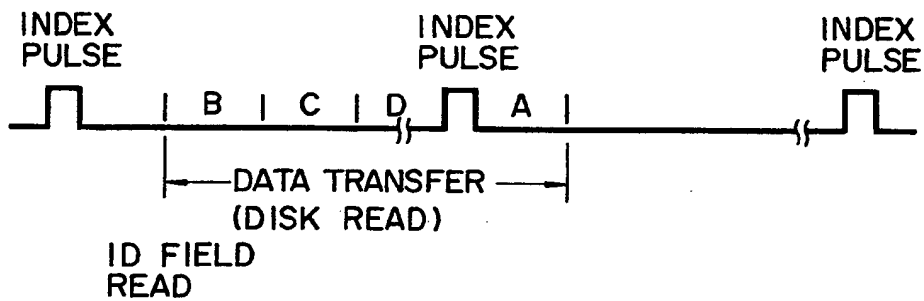 INDEX
PULSE
INDEX
PULSE
INDEX
PULSE
B C D A
DATA TRANSFER
(DISK READ)
ID FIELD
READ